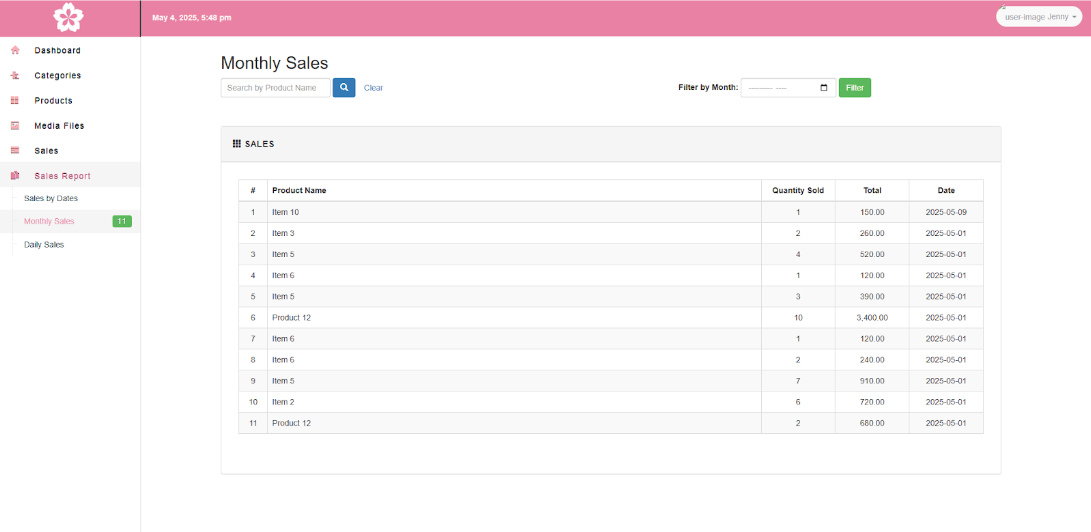 May 4, 2025, 5:48 pm
user-image Jenny
Dashboard
Categories
Products
Media Files
Sales
Sales Report
Sales by Dates
Monthly Sales 11
Daily Sales
Monthly Sales
Search by Product Name Clear Filter by Month: --------- ---- Filter
SALES
# Product Name Quantity Sold Total Date
1 Item 10 1 150.00 2025-05-09
2 Item 3 2 260.00 2025-05-01
3 Item 5 4 520.00 2025-05-01
4 Item 6 1 120.00 2025-05-01
5 Item 5 3 390.00 2025-05-01
6 Product 12 10 3,400.00 2025-05-01
7 Item 6 1 120.00 2025-05-01
8 Item 6 2 240.00 2025-05-01
9 Item 5 7 910.00 2025-05-01
10 Item 2 6 720.00 2025-05-01
11 Product 12 2 680.00 2025-05-01